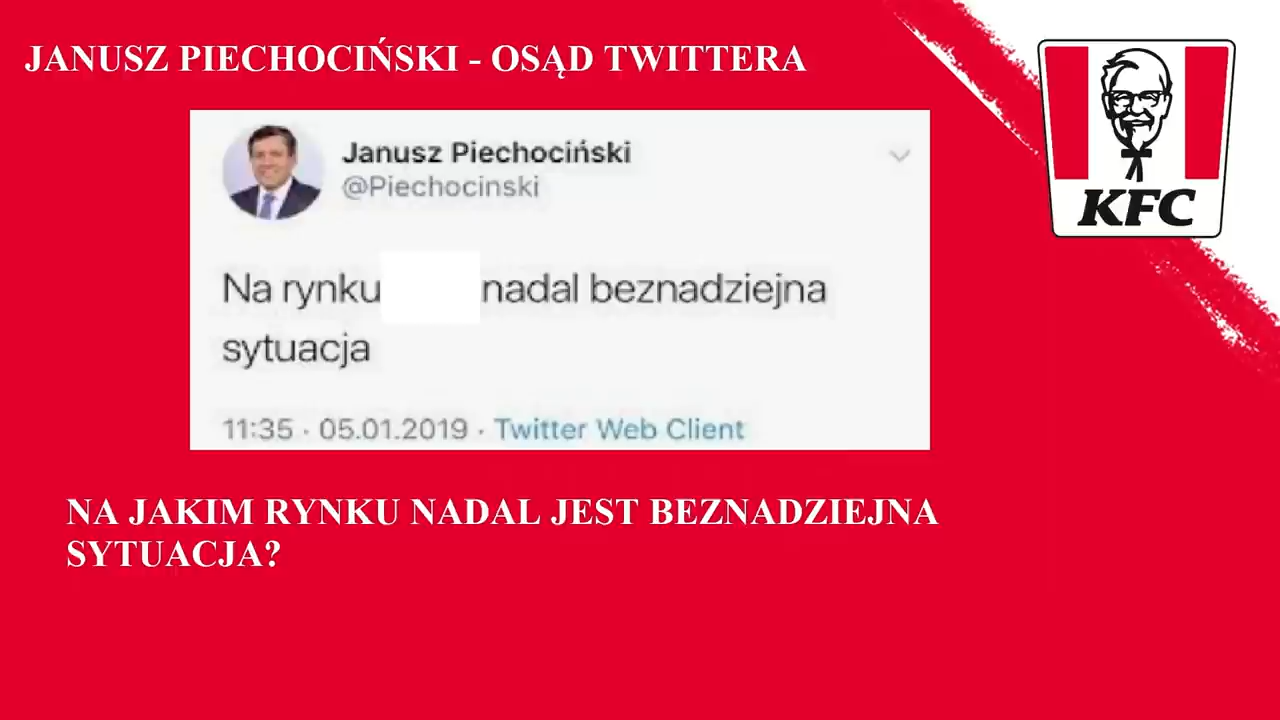 JANUSZ PIECHOCIŃSKI - OSĄD TWITTERA
KFC
Janusz Piechociński
@Piechocinski
Na rynku nadal beznadziejna
sytuacja
11:35 · 05.01.2019 · Twitter Web Client
NA JAKIM RYNKU NADAL JEST BEZNADZIEJNA
SYTUACJA?